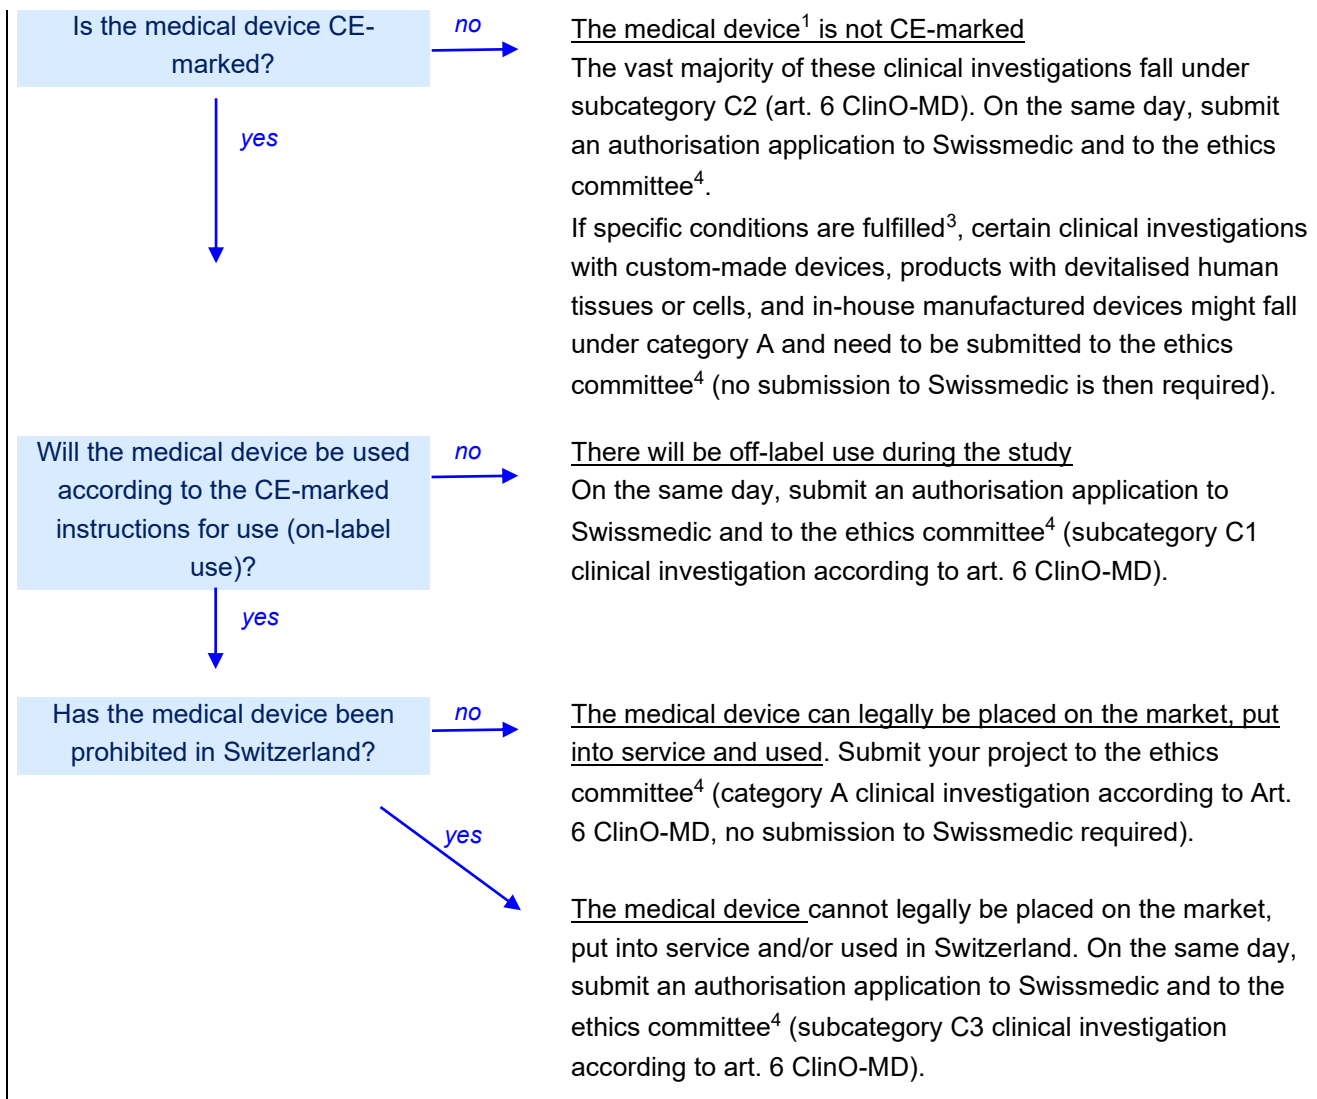 Is the medical device CE-
marked?
no
yes
The medical device¹ is not CE-marked
The vast majority of these clinical investigations fall under
subcategory C2 (art. 6 ClinO-MD). On the same day, submit
an authorisation application to Swissmedic and to the ethics
committee⁴.
If specific conditions are fulfilled³, certain clinical investigations
with custom-made devices, products with devitalised human
tissues or cells, and in-house manufactured devices might fall
under category A and need to be submitted to the ethics
committee⁴ (no submission to Swissmedic is then required).
Will the medical device be used
according to the CE-marked
instructions for use (on-label
use)?
no
yes
There will be off-label use during the study
On the same day, submit an authorisation application to
Swissmedic and to the ethics committee⁴ (subcategory C1
clinical investigation according to art. 6 ClinO-MD).
Has the medical device been
prohibited in Switzerland?
no
yes
The medical device can legally be placed on the market, put
into service and used. Submit your project to the ethics
committee⁴ (category A clinical investigation according to Art.
6 ClinO-MD, no submission to Swissmedic required).
The medical device cannot legally be placed on the market,
put into service and/or used in Switzerland. On the same day,
submit an authorisation application to Swissmedic and to the
ethics committee⁴ (subcategory C3 clinical investigation
according to art. 6 ClinO-MD).